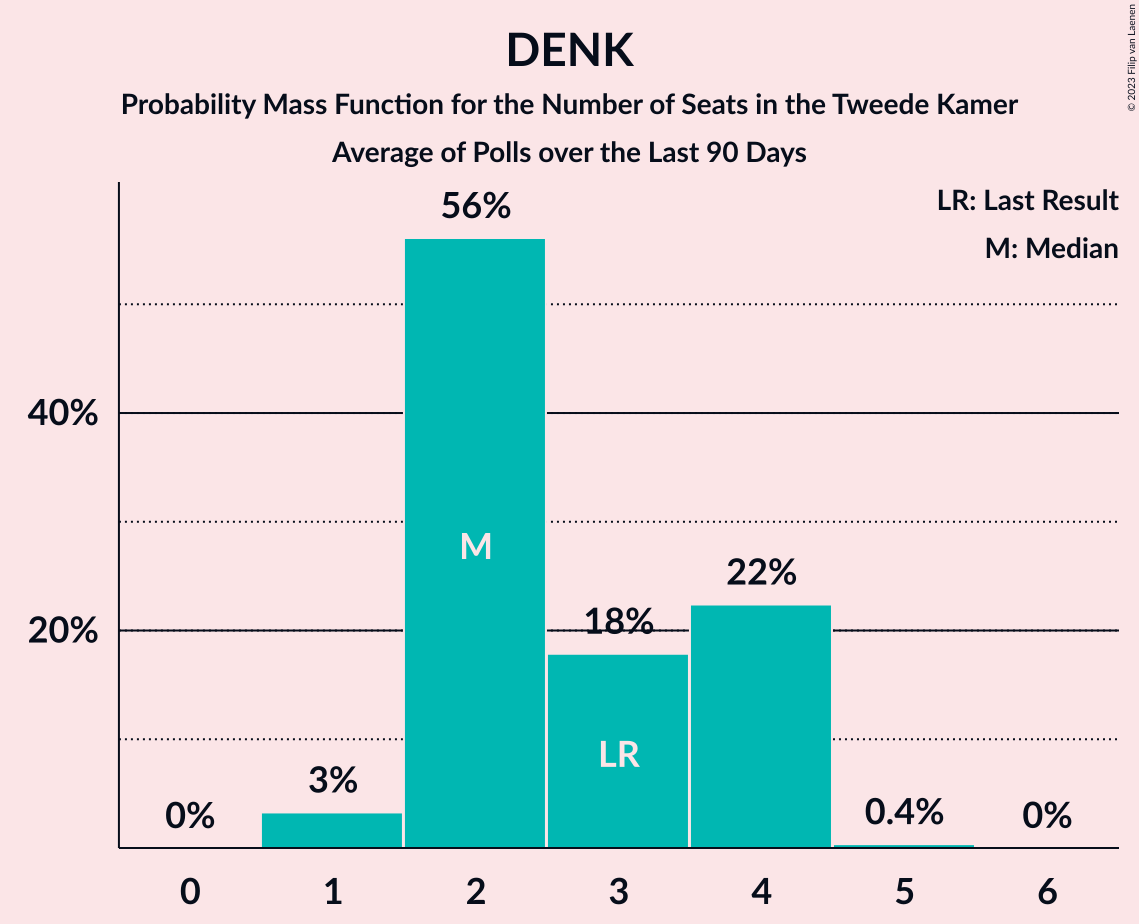 DENK
Probability Mass Function for the Number of Seats in the Tweede Kamer
Average of Polls over the Last 90 Days
© 2023 Filip van Laenen
LR: Last Result
M: Median
56%
40%
M
22%
18%
20%
LR
3%
0%
0.4%
0%
0 1 2 3 4 5 6